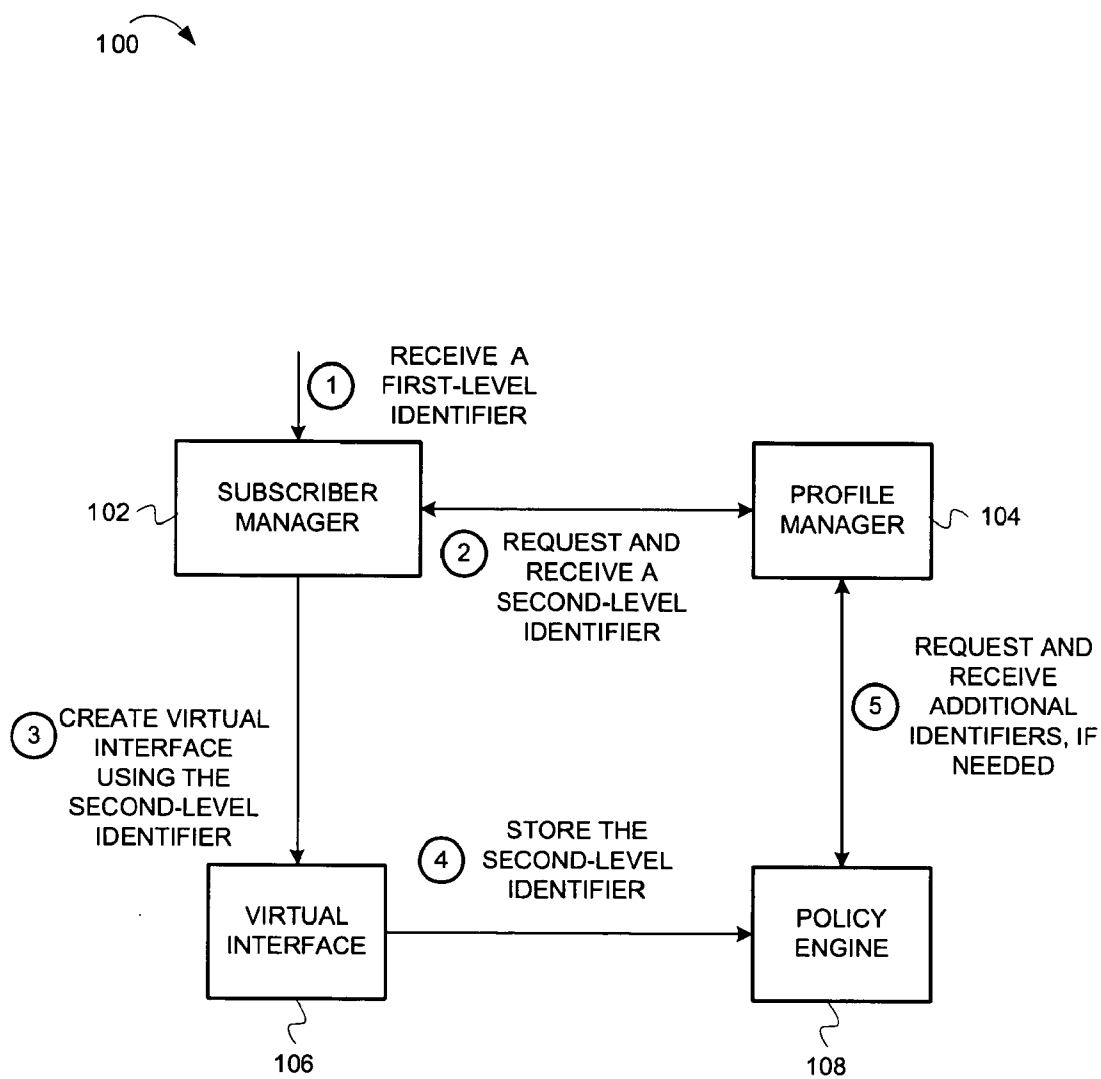 100
1
RECEIVE A
FIRST-LEVEL
IDENTIFIER
SUBSCRIBER
MANAGER
102
PROFILE
MANAGER
104
2
REQUEST AND
RECEIVE A
SECOND-LEVEL
IDENTIFIER
3
CREATE VIRTUAL
INTERFACE
USING THE
SECOND-LEVEL
IDENTIFIER
5
REQUEST AND
RECEIVE
ADDITIONAL
IDENTIFIERS, IF
NEEDED
4
STORE THE
SECOND-LEVEL
IDENTIFIER
VIRTUAL
INTERFACE
106
POLICY
ENGINE
108